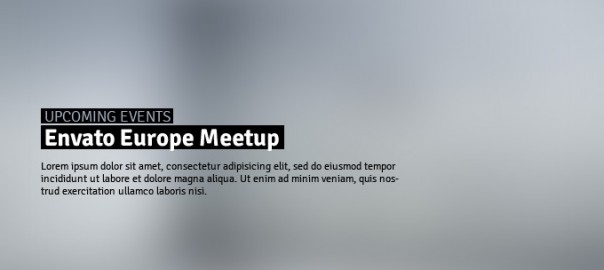 UPCOMING EVENTS
Envato Europe Meetup
Lorem ipsum dolor sit amet, consectetur adipisicing elit, sed do eiusmod tempor
incididunt ut labore et dolore magna aliqua. Ut enim ad minim veniam, quis nos-
trud exercitation ullamco laboris nisi.